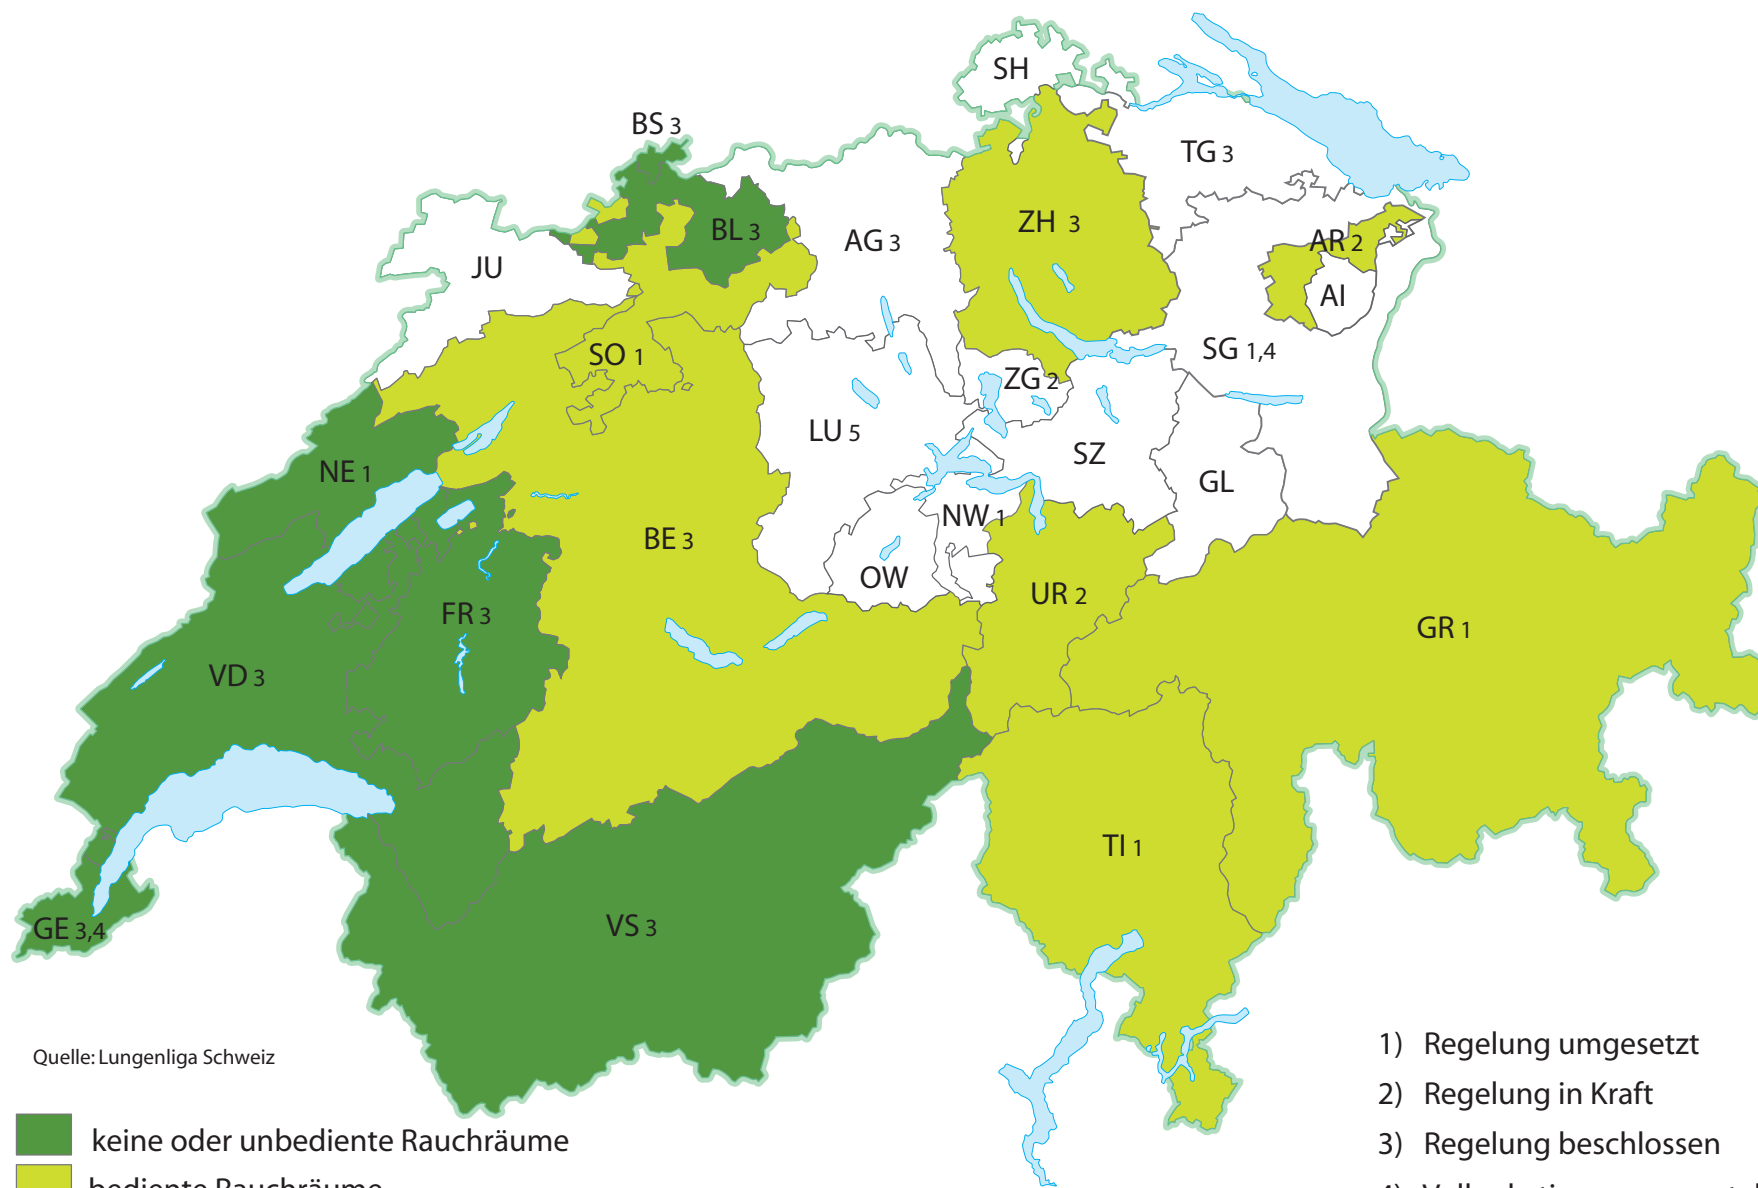 SH
BS 3
TG 3
ZH 3
BL 3
AG 3
AR 2
JU
AI
SG 1,4
SO 1
ZG 2
LU 5
SZ
NE 1
GL
NW 1
BE 3
OW
UR 2
FR 3
GR 1
VD 3
TI 1
VS 3
GE 3,4
Quelle: Lungenliga Schweiz
keine oder unbediente Rauchräume
bediente Rauchräume
1) Regelung umgesetzt
2) Regelung in Kraft
3) Regelung beschlossen
4)